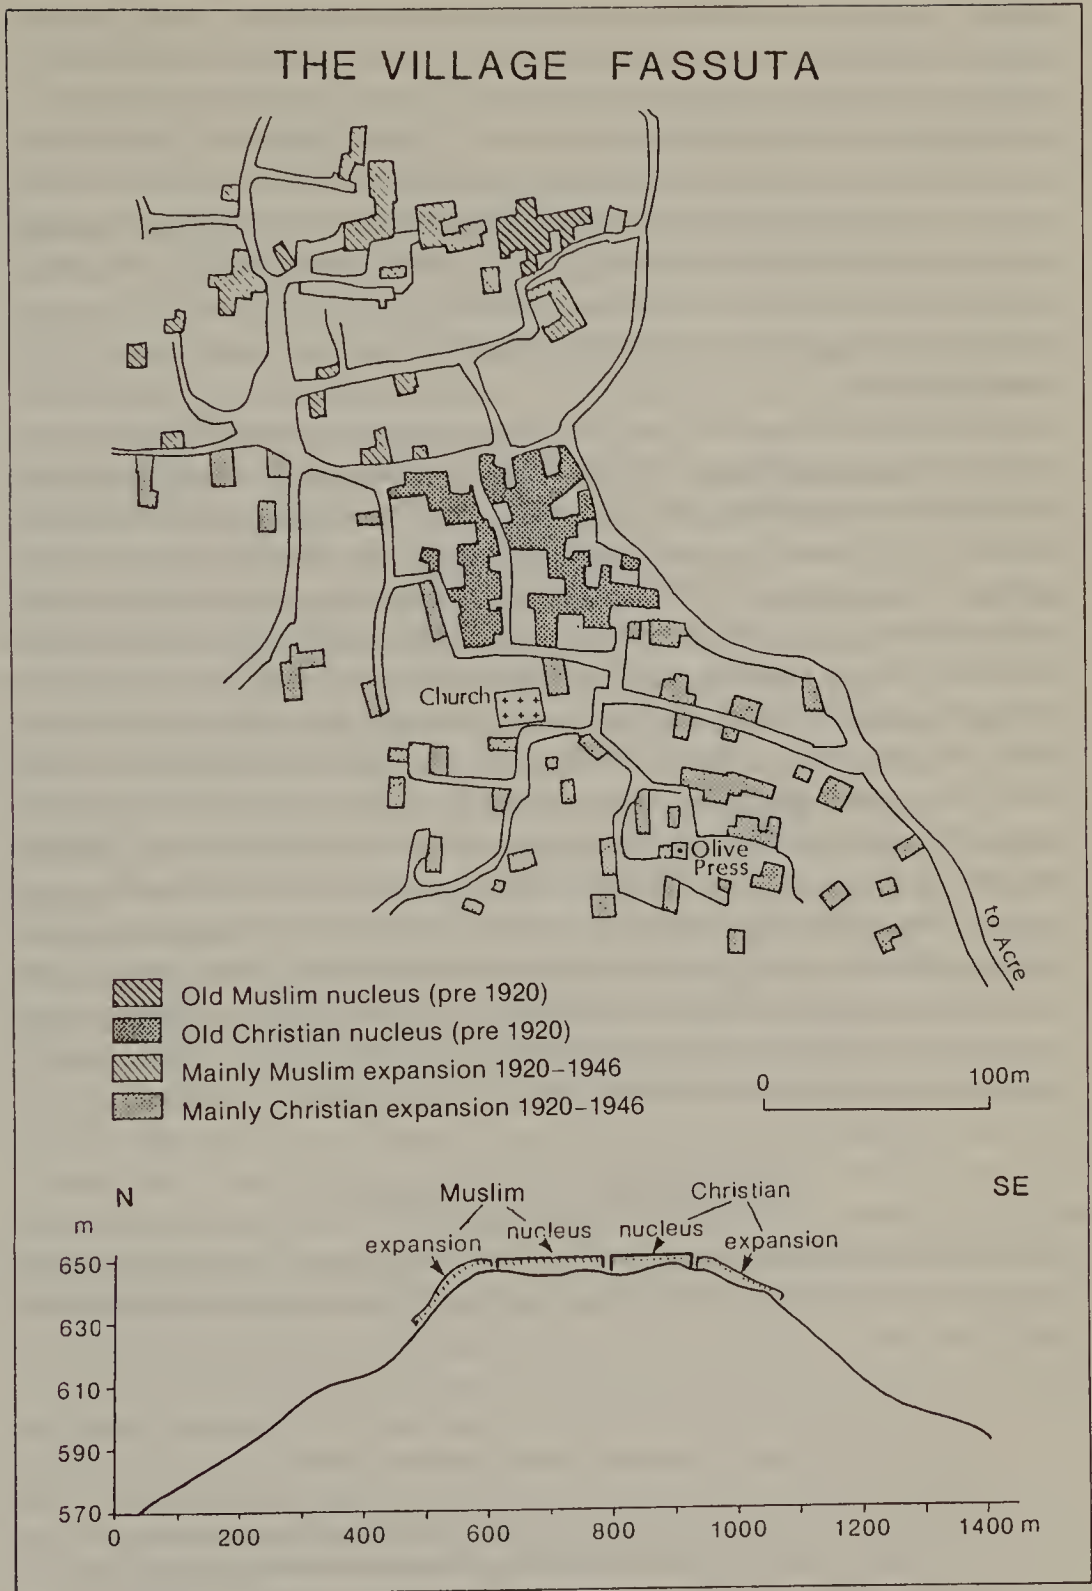 THE VILLAGE FASSUTA
Church
Olive
Press
to Acre
Old Muslim nucleus (pre 1920)
Old Christian nucleus (pre 1920)
Mainly Muslim expansion 1920–1946
Mainly Christian expansion 1920–1946
0 100m
N SE
Muslim Christian
expansion nucleus nucleus expansion
m
650
630
610
590
570
0 200 400 600 800 1000 1200 1400 m